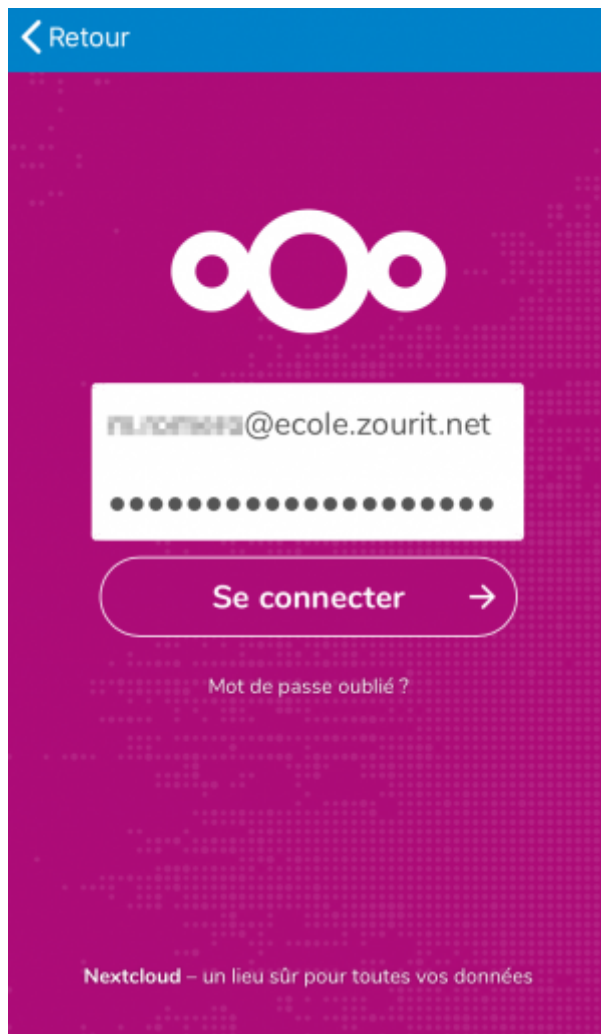 Retour
@ecole.zourit.net
Se connecter
Mot de passe oublié ?
Nextcloud – un lieu sûr pour toutes vos données